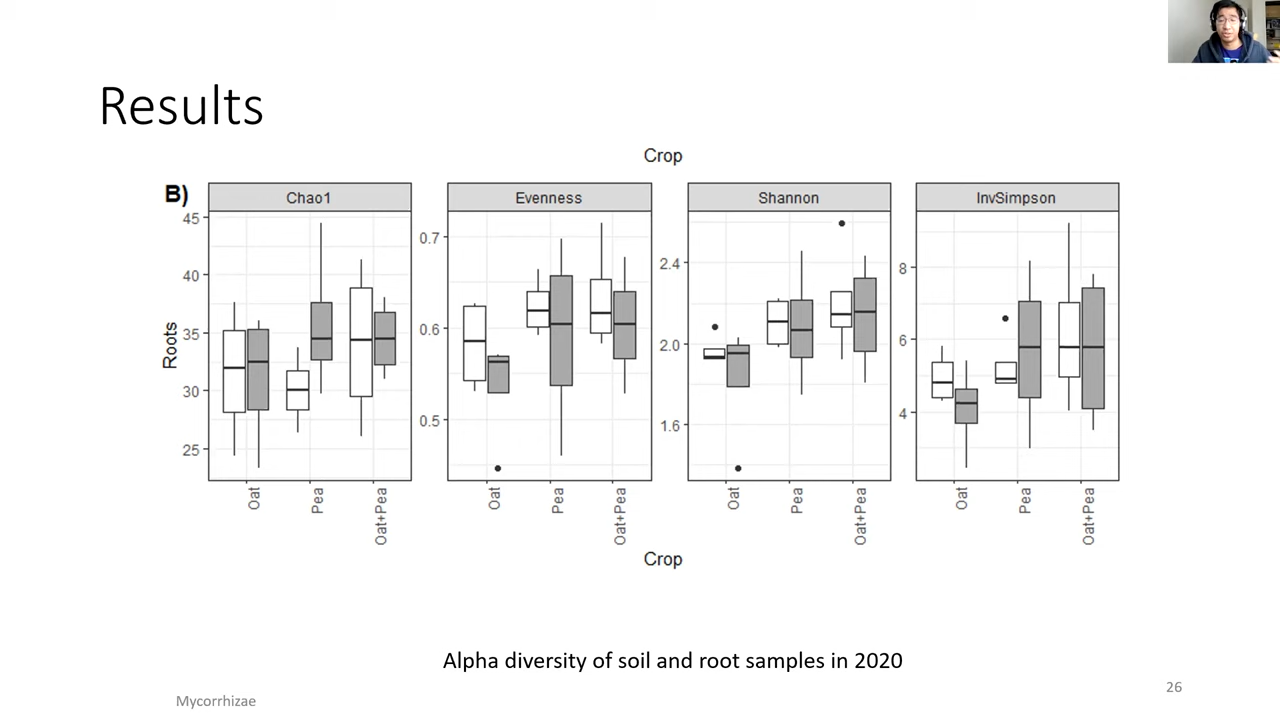 Results
Crop
B)
Chao1 Evenness Shannon InvSimpson
Roots
45
40
35
30
25
0.7
0.6
0.5
2.4
2.0
1.6
8
6
4
Oat Pea Oat+Pea Oat Pea Oat+Pea Oat Pea Oat+Pea Oat Pea Oat+Pea
Crop
Alpha diversity of soil and root samples in 2020
Mycorrhizae
26